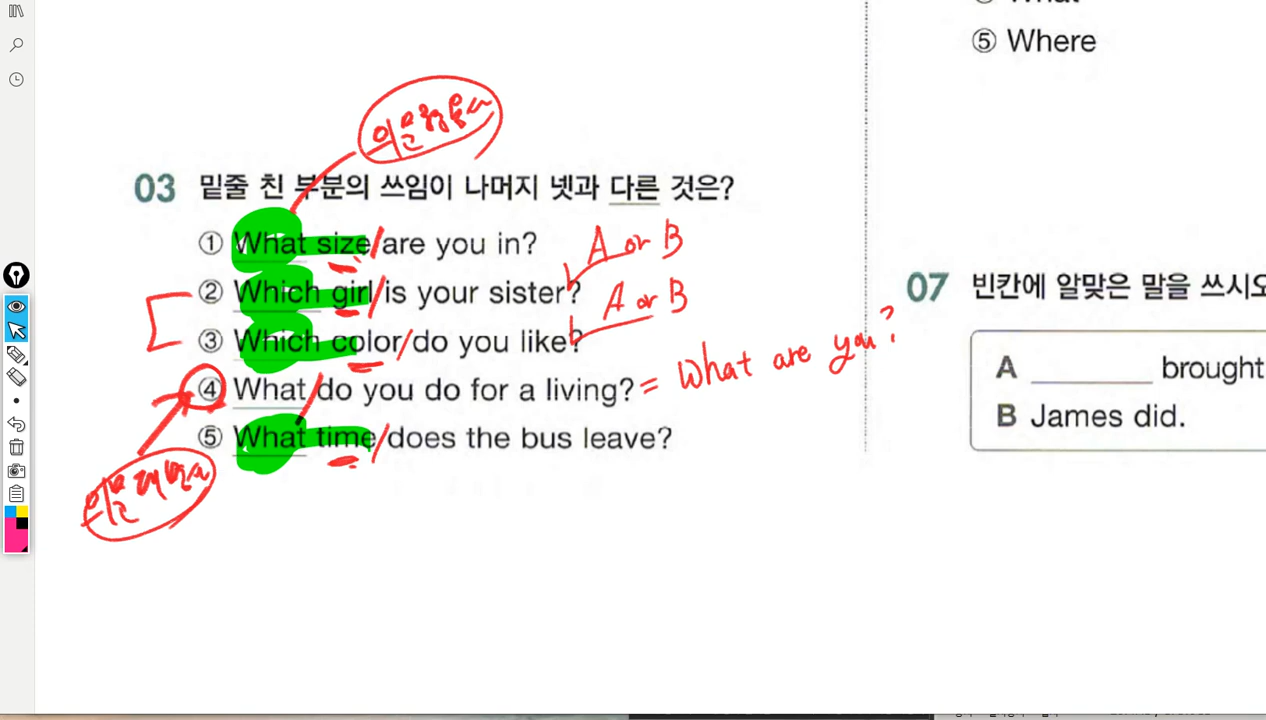 What
⑤ Where
의문형용사
03 밑줄 친 부분의 쓰임이 나머지 넷과 다른 것은?
① What size/are you in?
A or B
② Which girl/is your sister?
A or B
③ Which color/do you like?
④ What/do you do for a living? = What are you?
⑤ What time/does the bus leave?
의문대명사
07 빈칸에 알맞은 말을 쓰시오
A ________ brought
B James did.